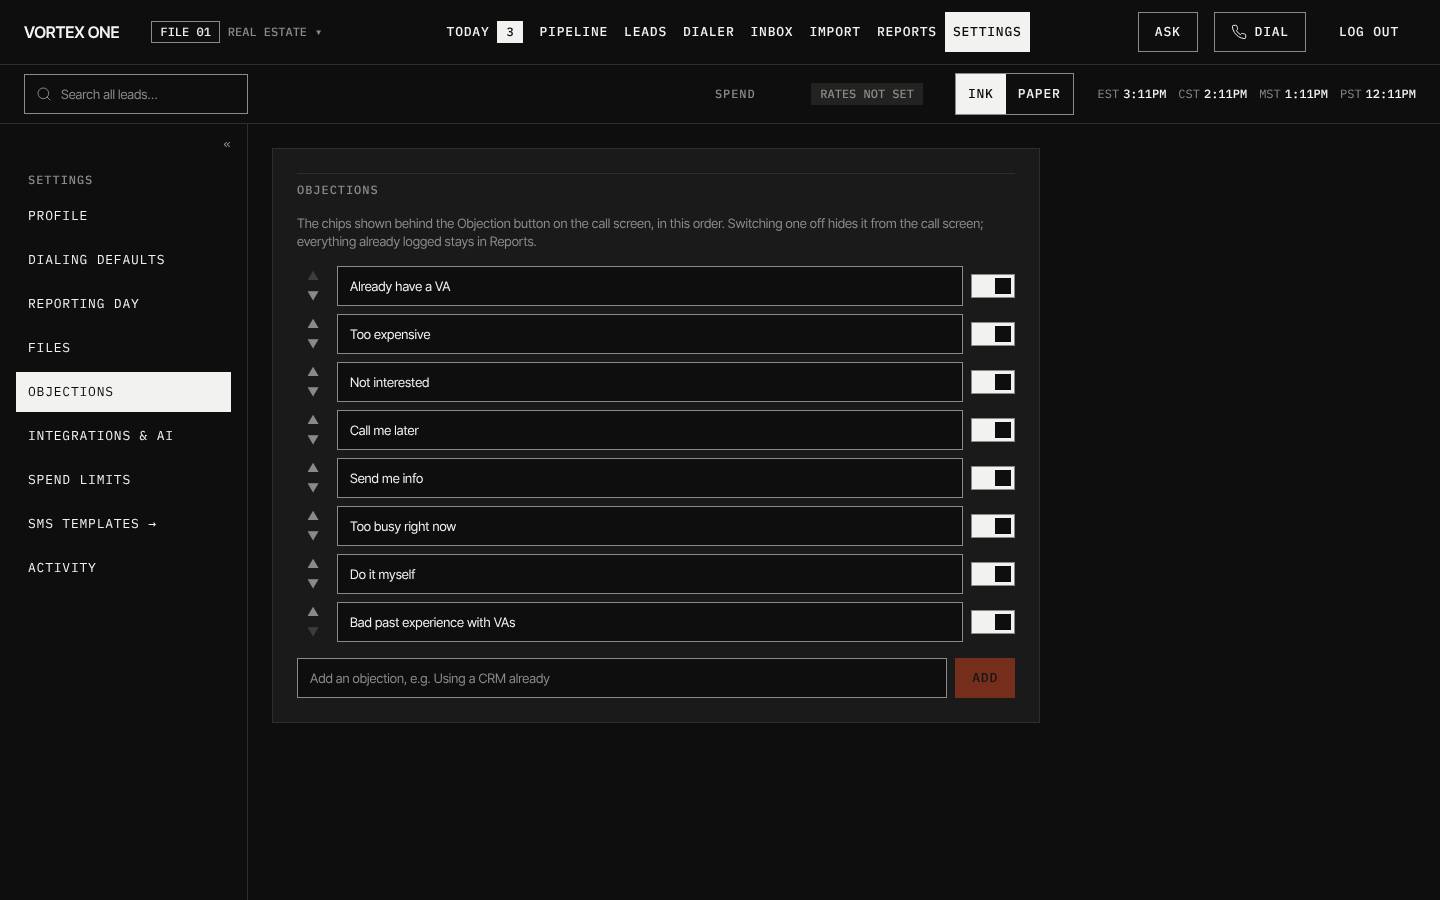 VORTEX ONE
FILE 01 REAL ESTATE ▾
TODAY 3 PIPELINE LEADS DIALER INBOX IMPORT REPORTS SETTINGS
ASK DIAL LOG OUT
Search all leads...
SPEND RATES NOT SET INK PAPER EST 3:11PM CST 2:11PM MST 1:11PM PST 12:11PM
«
SETTINGS
PROFILE
DIALING DEFAULTS
REPORTING DAY
FILES
OBJECTIONS
INTEGRATIONS & AI
SPEND LIMITS
SMS TEMPLATES →
ACTIVITY
OBJECTIONS
The chips shown behind the Objection button on the call screen, in this order. Switching one off hides it from the call screen;
everything already logged stays in Reports.
Already have a VA
Too expensive
Not interested
Call me later
Send me info
Too busy right now
Do it myself
Bad past experience with VAs
Add an objection, e.g. Using a CRM already ADD